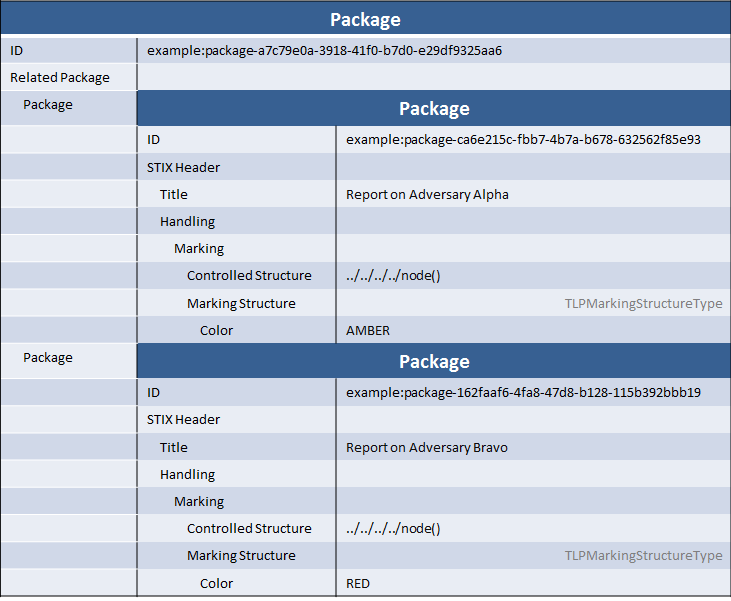 Package
ID example:package-a7c79e0a-3918-41f0-b7d0-e29df9325aa6
Related Package
Package Package
ID example:package-ca6e215c-fbb7-4b7a-b678-632562f85e93
STIX Header
Title Report on Adversary Alpha
Handling
Marking
Controlled Structure ../../../../node()
Marking Structure TLPMarkingStructureType
Color AMBER
Package Package
ID example:package-162faaf6-4fa8-47d8-b128-115b392bbb19
STIX Header
Title Report on Adversary Bravo
Handling
Marking
Controlled Structure ../../../../node()
Marking Structure TLPMarkingStructureType
Color RED